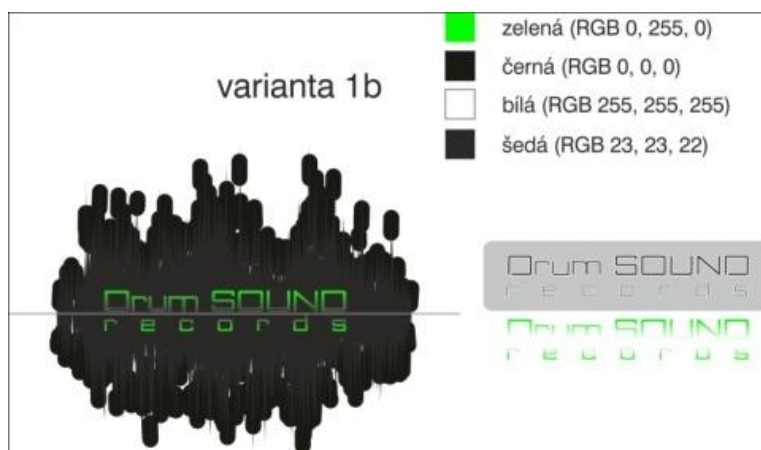 zelená (RGB 0, 255, 0)
černá (RGB 0, 0, 0)
varianta 1b
bílá (RGB 255, 255, 255)
šedá (RGB 23, 23, 22)
Drum SOUND
records
Drum SOUND
records
Drum SOUND
records